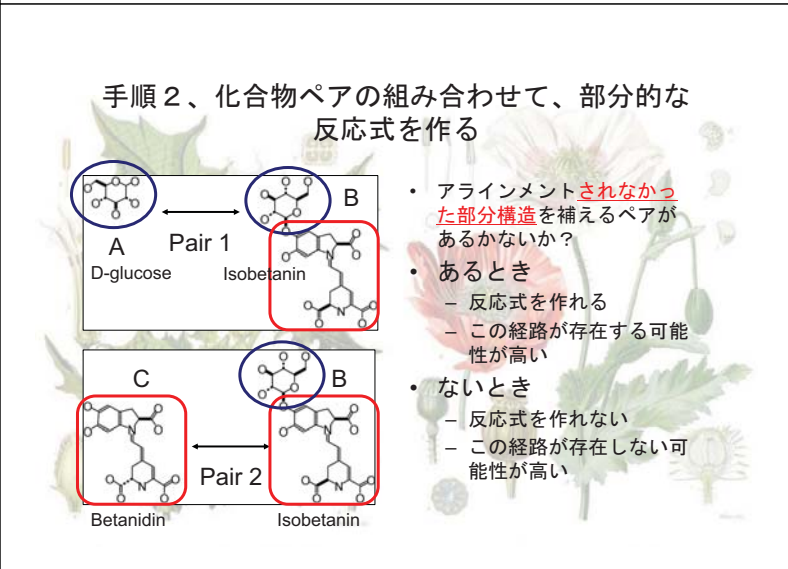 手順２、化合物ペアの組み合わせて、部分的な
反応式を作る
A
D-glucose
Pair 1
B
Isobetanin
C
Betanidin
Pair 2
B
Isobetanin
• アラインメントされなかっ
た部分構造を補えるペアが
あるかないか？
• あるとき
– 反応式を作れる
– この経路が存在する可能
性が高い
• ないとき
– 反応式を作れない
– この経路が存在しない可
能性が高い